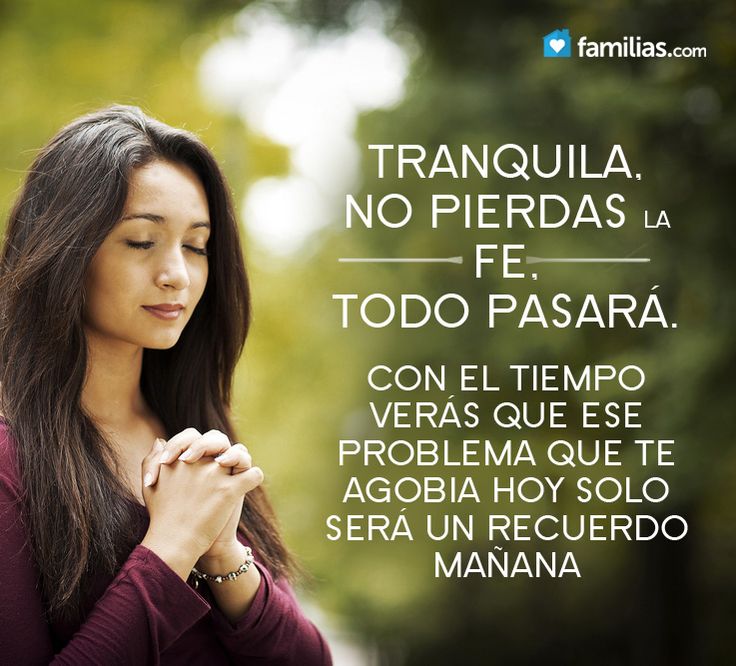 familias.com
TRANQUILA,
NO PIERDAS LA
FE,
TODO PASARÁ.
CON EL TIEMPO
VERÁS QUE ESE
PROBLEMA QUE TE
AGOBIA HOY SOLO
SERÁ UN RECUERDO
MAÑANA